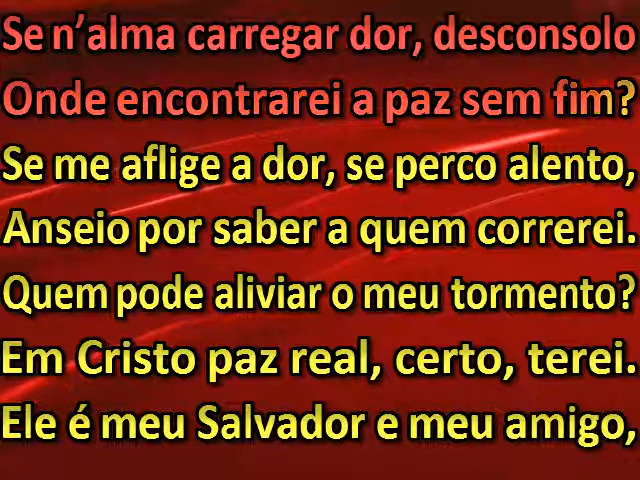 Se n’alma carregar dor, desconsolo
Onde encontrarei a paz sem fim?
Se me aflige a dor, se perco alento,
Anseio por saber a quem correrei.
Quem pode aliviar o meu tormento?
Em Cristo paz real, certo, terei.
Ele é meu Salvador e meu amigo,